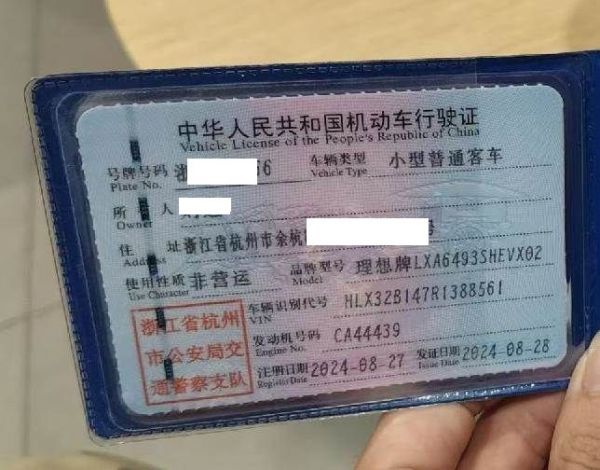 中华人民共和国机动车行驶证
Vehicle License of the People's Republic of China
号牌号码 浙 66 车辆类型 小型普通客车
Plate No. Vehicle Type
所 人
Owner
住 址 浙江省杭州市余杭 号
Address
使用性质 非营运 品牌型号 理想牌LXA6493SHEVX02
Use Character Model
车辆识别代号 HLX32B147R1388561
VIN
浙江省杭州
市公安局交
通警察支队
发动机号码 CA44439
Engine No.
注册日期 2024-08-27 发证日期 2024-08-28
Register Date Issue Date